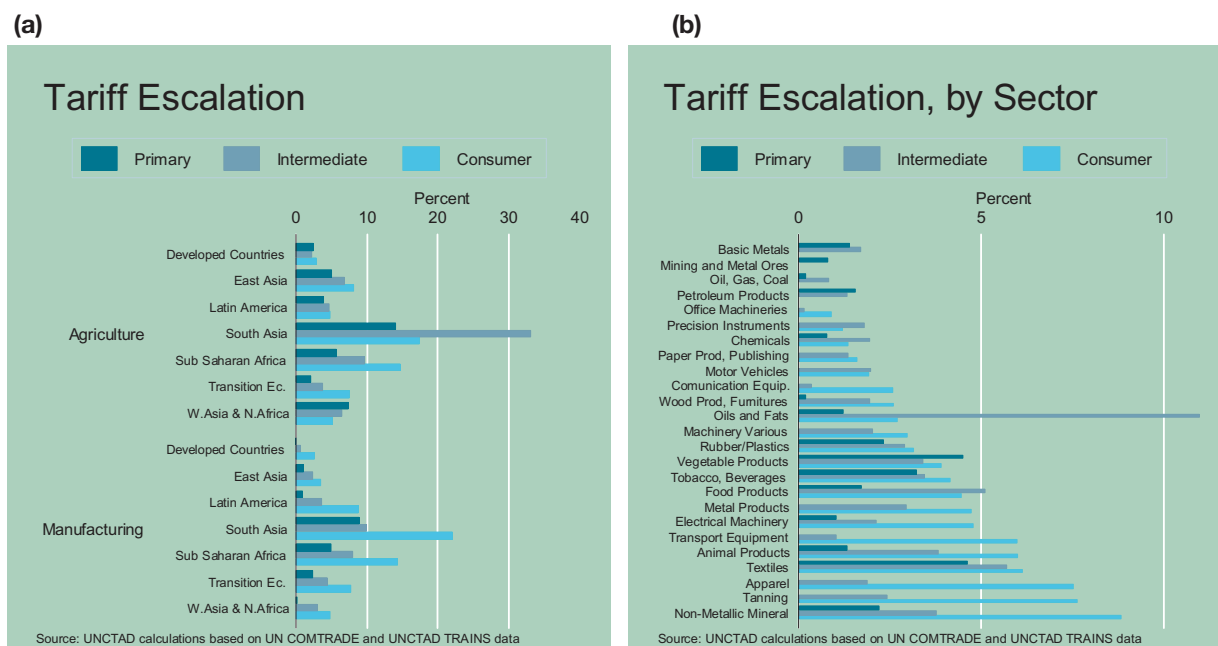 (a)
Tariff Escalation
Primary Intermediate Consumer
Percent
0 10 20 30 40
Developed Countries
East Asia
Latin America
Agriculture
South Asia
Sub Saharan Africa
Transition Ec.
W.Asia & N.Africa
Developed Countries
East Asia
Latin America
Manufacturing
South Asia
Sub Saharan Africa
Transition Ec.
W.Asia & N.Africa
Source: UNCTAD calculations based on UN COMTRADE and UNCTAD TRAINS data
(b)
Tariff Escalation, by Sector
Primary Intermediate Consumer
Percent
0 5 10
Basic Metals
Mining and Metal Ores
Oil, Gas, Coal
Petroleum Products
Office Machineries
Precision Instruments
Chemicals
Paper Prod, Publishing
Motor Vehicles
Comunication Equip.
Wood Prod, Furnitures
Oils and Fats
Machinery Various
Rubber/Plastics
Vegetable Products
Tobacco, Beverages
Food Products
Metal Products
Electrical Machinery
Transport Equipment
Animal Products
Textiles
Apparel
Tanning
Non-Metallic Mineral
Source: UNCTAD calculations based on UN COMTRADE and UNCTAD TRAINS data